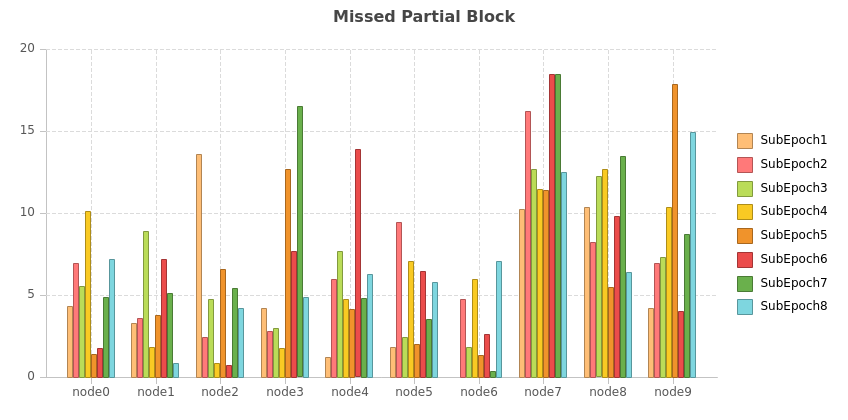 Missed Partial Block
20
15
10
5
0
node0 node1 node2 node3 node4 node5 node6 node7 node8 node9
SubEpoch1
SubEpoch2
SubEpoch3
SubEpoch4
SubEpoch5
SubEpoch6
SubEpoch7
SubEpoch8